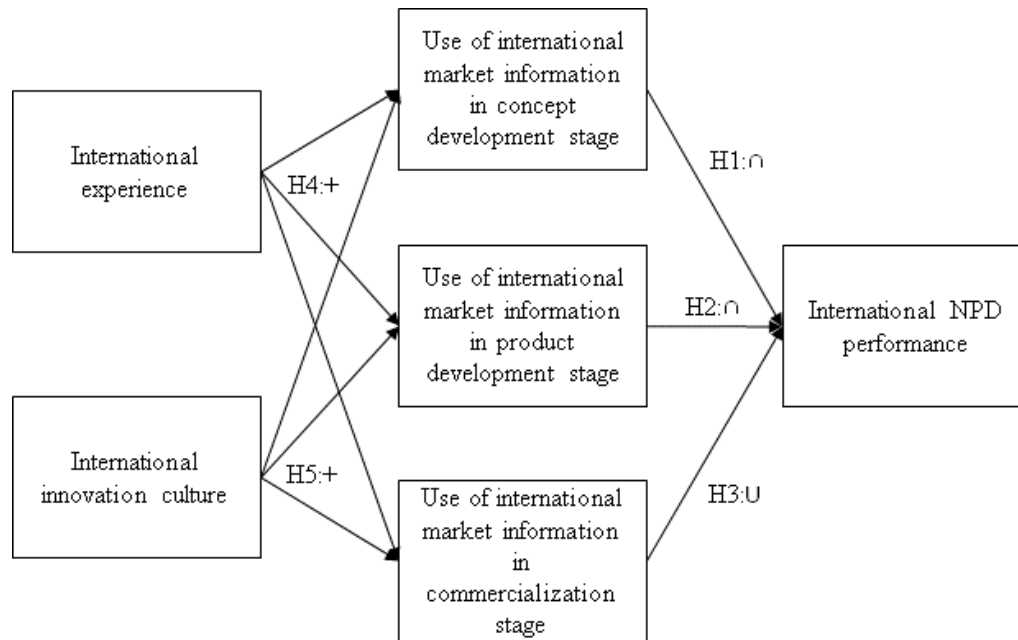 International
experience
International
innovation culture
H4:+
H5:+
Use of international
market information
in concept
development stage
Use of international
market information
in product
development stage
Use of international
market information
in
commercialization
stage
H1:∩
H2:∩
H3:∪
International NPD
performance